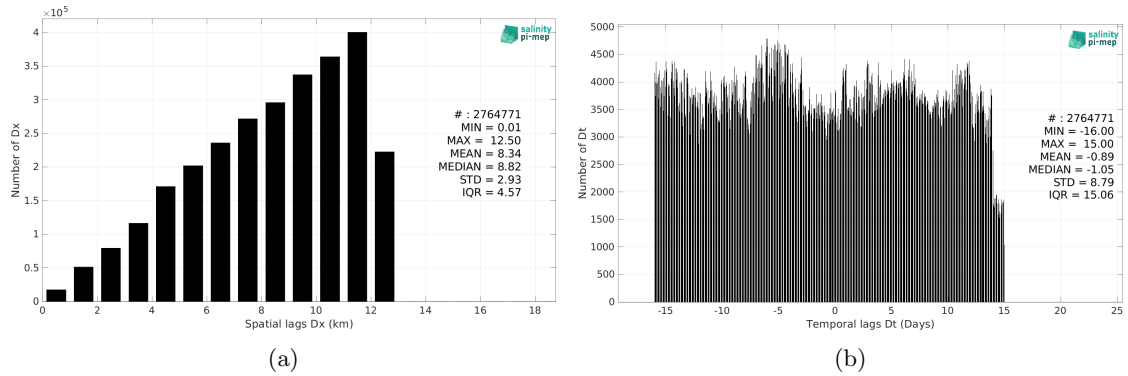 ×10⁵
4
3.5
3
2.5
2
1.5
1
0.5
0
0 2 4 6 8 10 12 14 16 18
Number of Dx
Spatial lags Dx (km)
salinity
pi-mep
# : 2764771
MIN = 0.01
MAX = 12.50
MEAN = 8.34
MEDIAN = 8.82
STD = 2.93
IQR = 4.57
(a)
5000
4500
4000
3500
3000
2500
2000
1500
1000
500
0
-15 -10 -5 0 5 10 15 20 25
Number of Dt
Temporal lags Dt (Days)
salinity
pi-mep
# : 2764771
MIN = -16.00
MAX = 15.00
MEAN = -0.89
MEDIAN = -1.05
STD = 8.79
IQR = 15.06
(b)